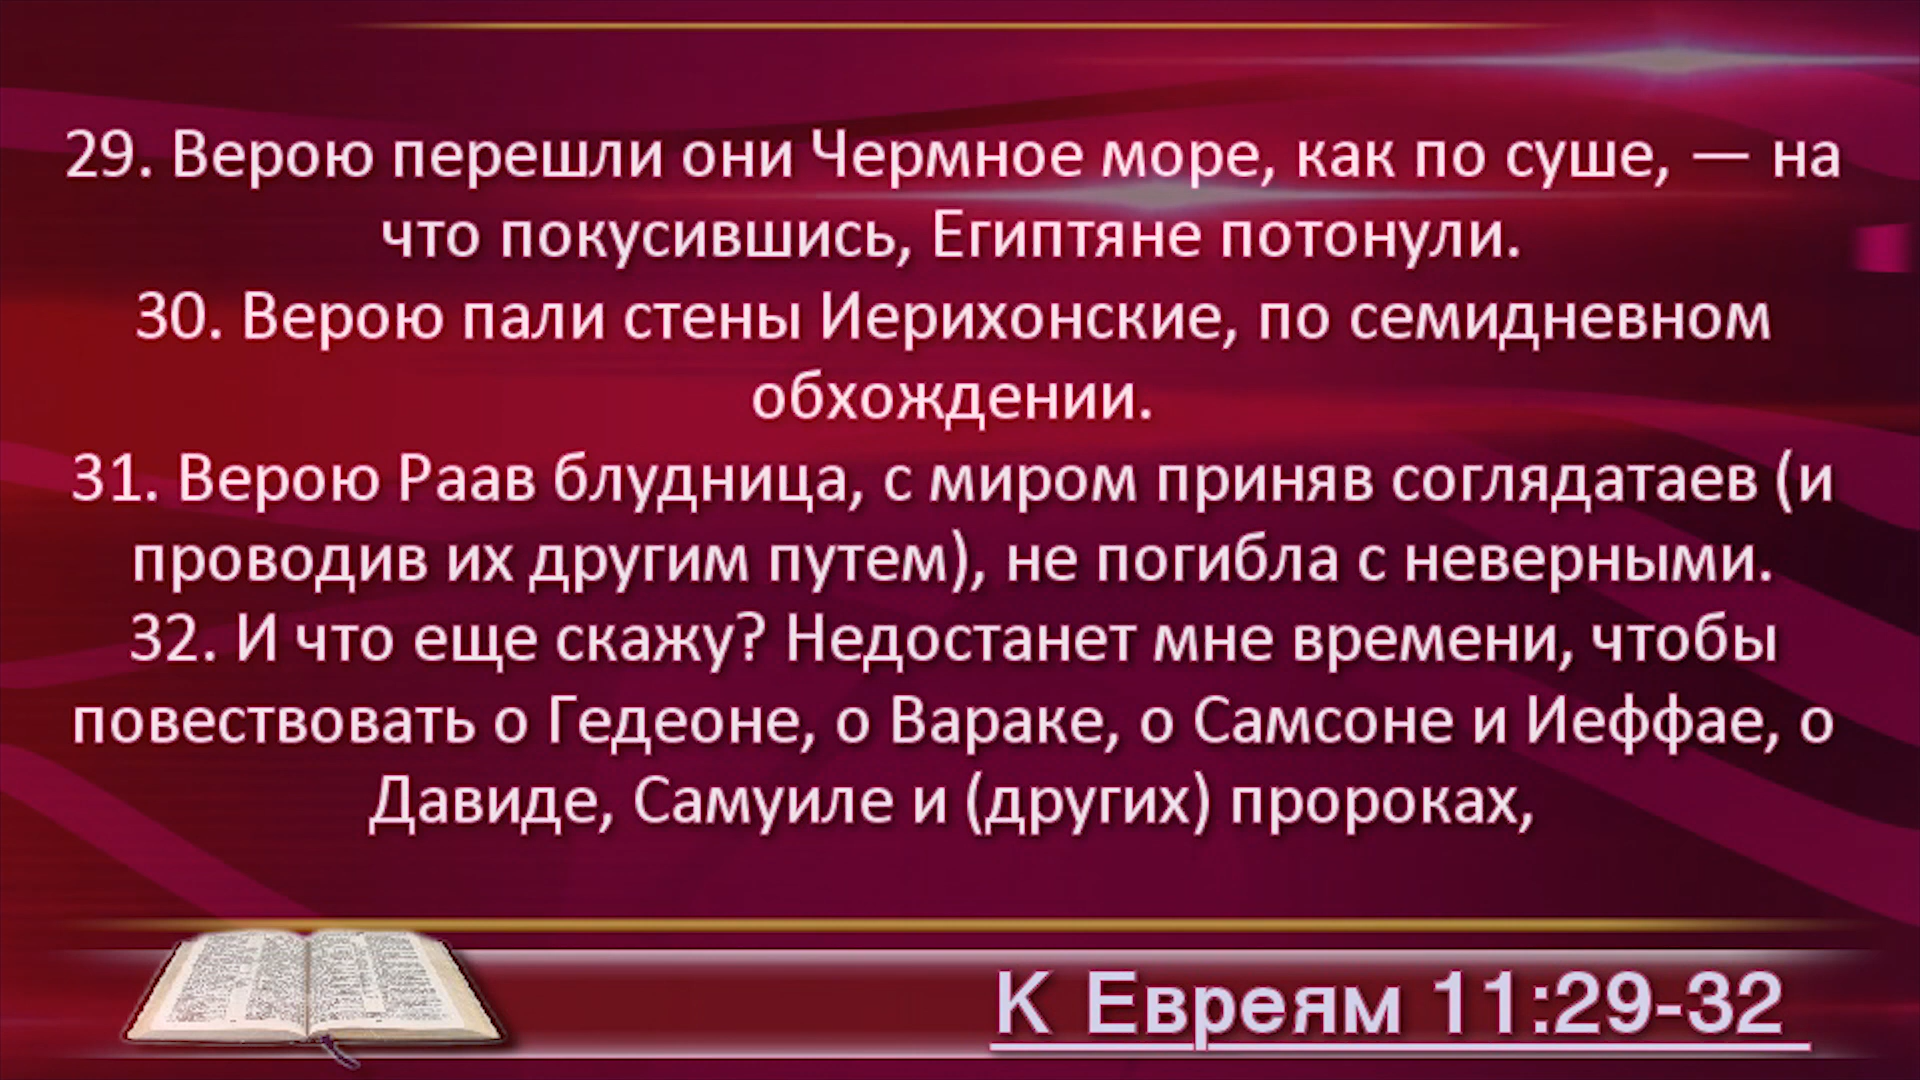 29. Верою перешли они Чермное море, как по суше, — на
что покусившись, Египтяне потонули.
30. Верою пали стены Иерихонские, по семидневном
обхождении.
31. Верою Раав блудница, с миром приняв соглядатаев (и
проводив их другим путем), не погибла с неверными.
32. И что еще скажу? Недостанет мне времени, чтобы
повествовать о Гедеоне, о Вараке, о Самсоне и Иеффае, о
Давиде, Самуиле и (других) пророках,
К Евреям 11:29-32